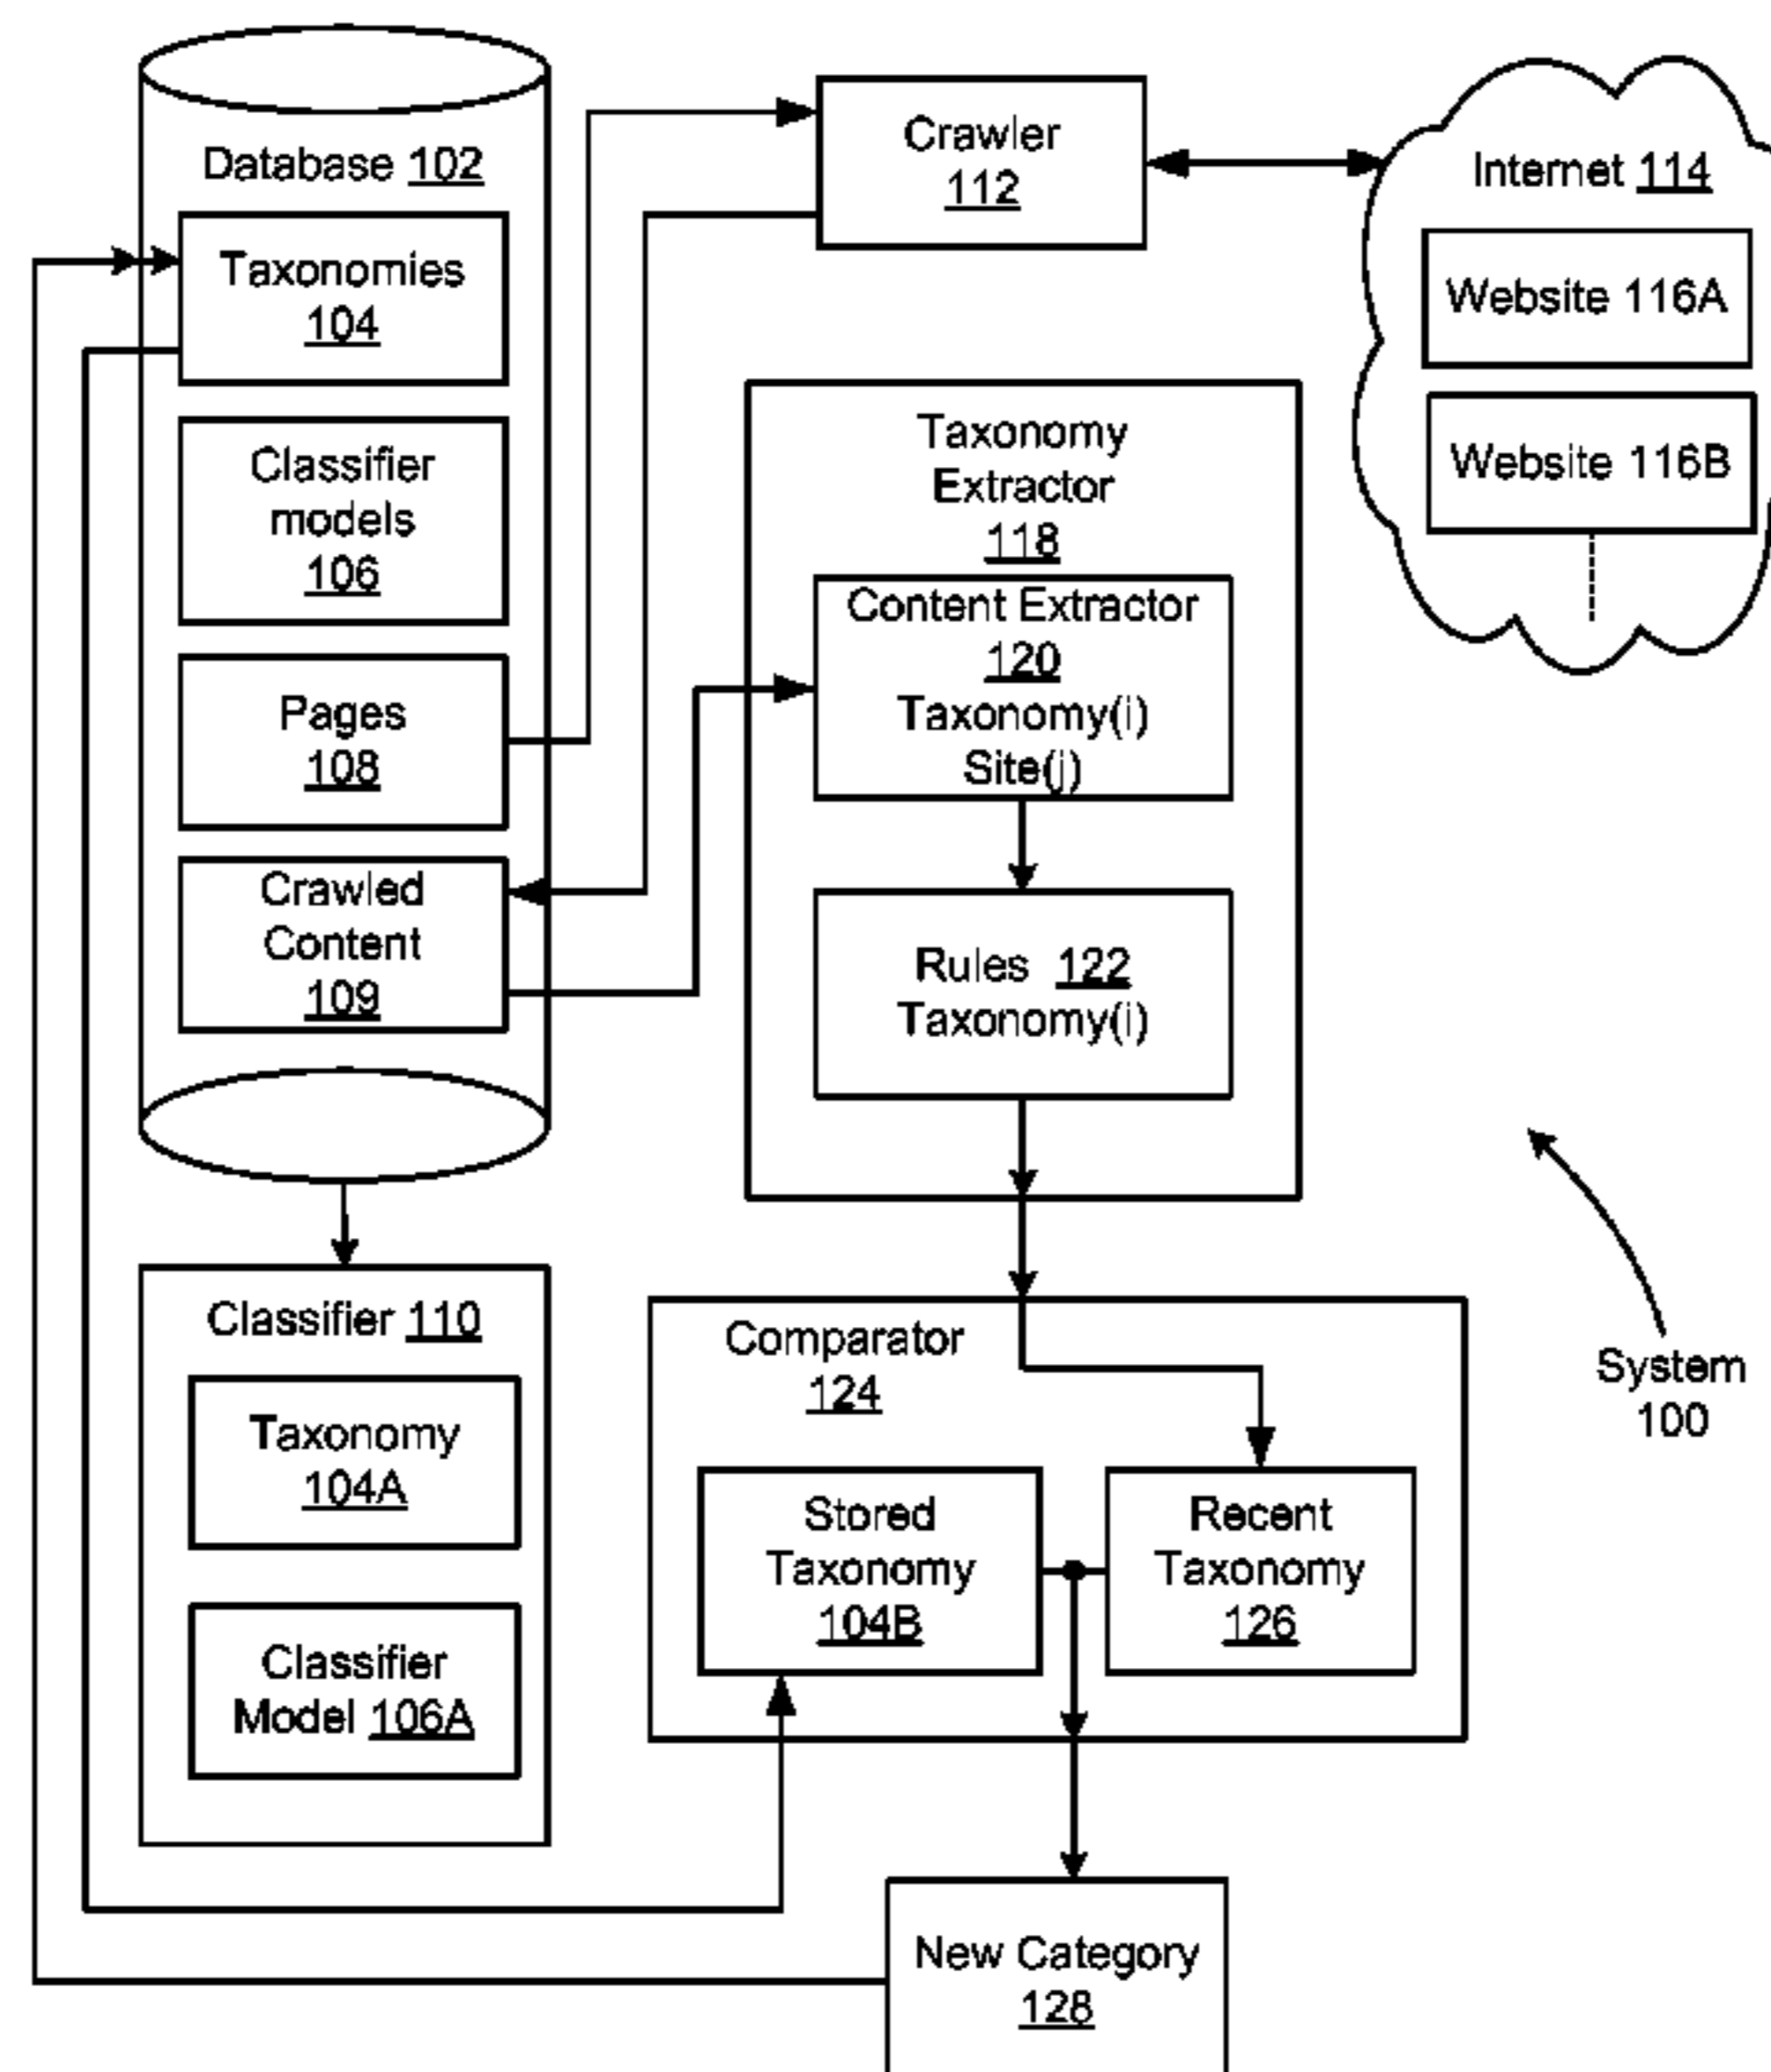 Database 102
Taxonomies
104
Classifier
models
106
Pages
108
Crawled
Content
109
Crawler
112
Internet 114
Website 116A
Website 116B
Taxonomy
Extractor
118
Content Extractor
120
Taxonomy(i)
Site(j)
Rules 122
Taxonomy(i)
Classifier 110
Taxonomy
104A
Classifier
Model 106A
Comparator
124
Stored
Taxonomy
104B
Recent
Taxonomy
126
System
100
New Category
128